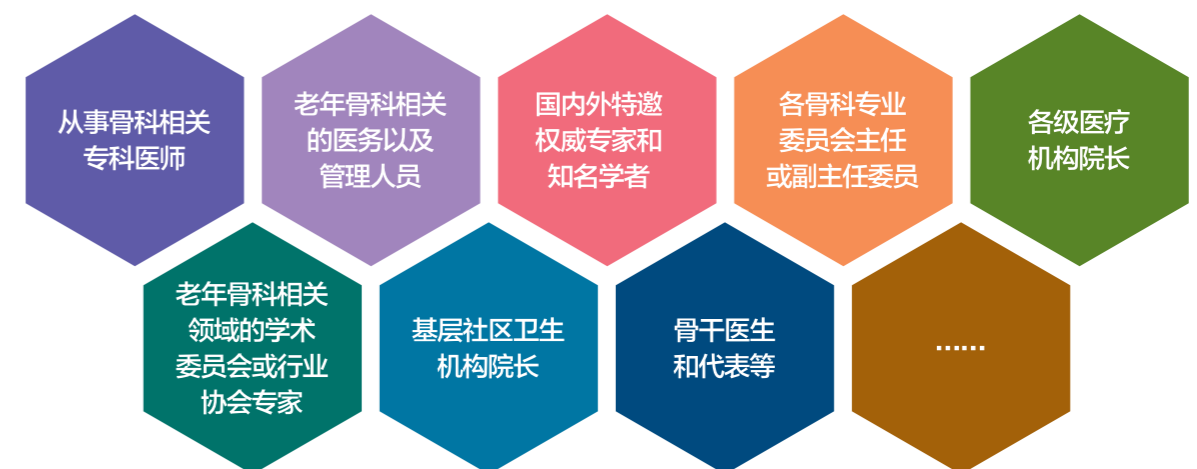 从事骨科相关
专科医师
老年骨科相关
的医务以及
管理人员
国内外特邀
权威专家和
知名学者
各骨科专业
委员会主任
或副主任委员
各级医疗
机构院长
老年骨科相关
领域的学术
委员会或行业
协会专家
基层社区卫生
机构院长
骨干医生
和代表等
……